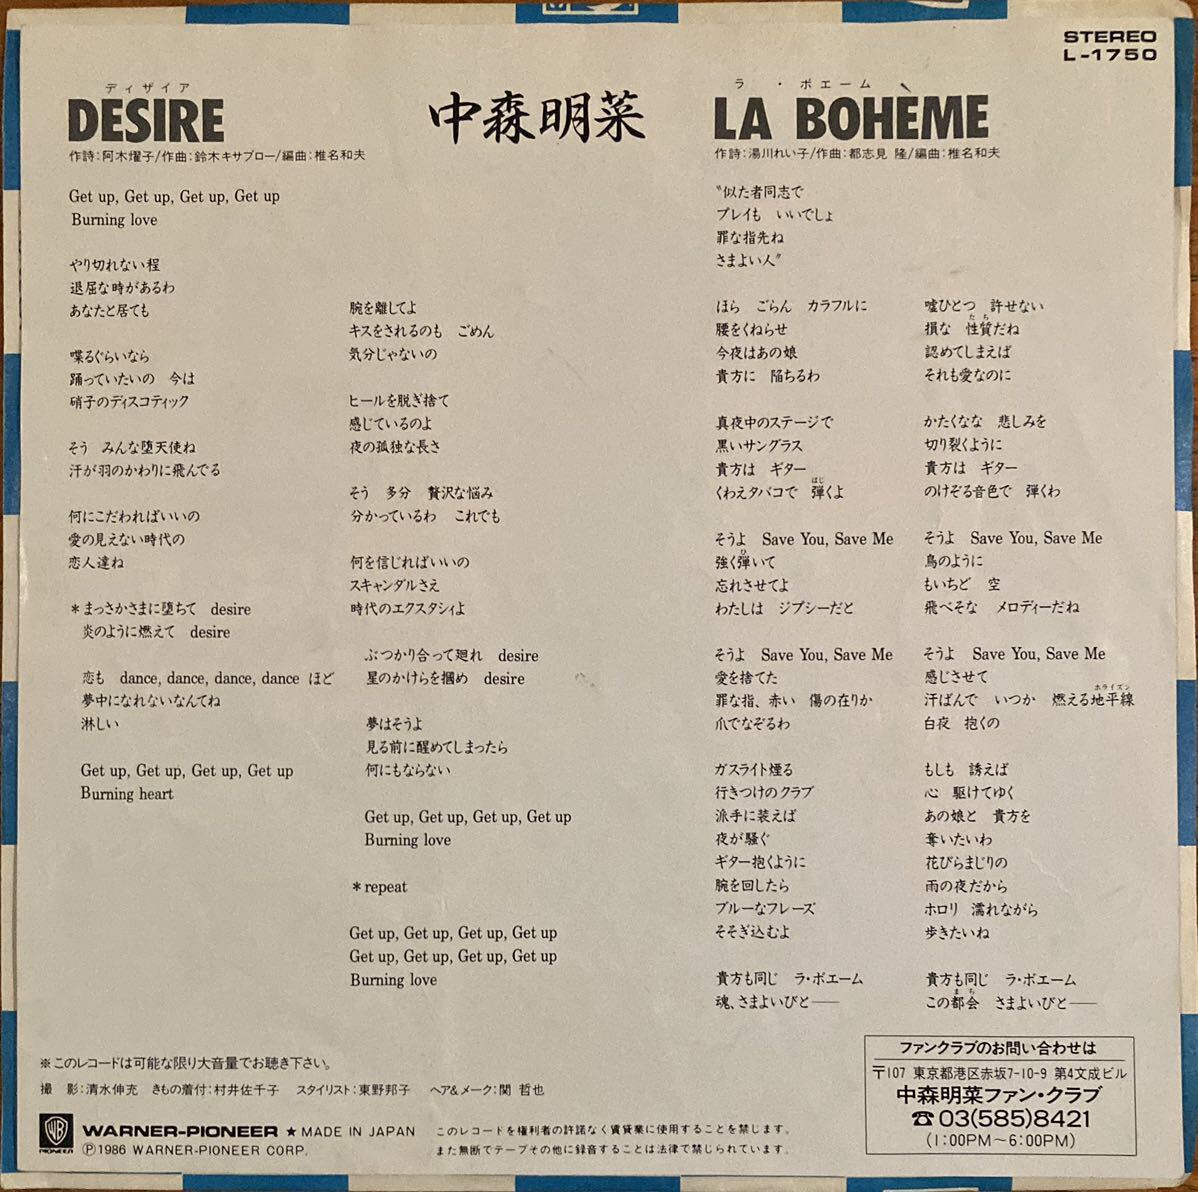 STEREO
L-1750
ディザイア
DESIRE
作詩:阿木燿子/作曲:鈴木キサブロー/編曲:椎名和夫
中森明菜
ラ・ボエーム
LA BOHÈME
作詩:湯川れい子/作曲:都志見 隆/編曲:椎名和夫
Get up, Get up, Get up, Get up
Burning love
やり切れない程
退屈な時があるわ
あなたと居ても
喋るぐらいなら
踊っていたいの 今は
硝子のディスコティック
そう みんな堕天使ね
汗が羽のかわりに飛んでる
何にこだわればいいの
愛の見えない時代の
恋人達ね
*まっさかさまに堕ちて desire
炎のように燃えて desire
恋も dance, dance, dance, dance ほど
夢中になれないなんてね
淋しい
Get up, Get up, Get up, Get up
Burning heart
腕を離してよ
キスをされるのも ごめん
気分じゃないの
ヒールを脱ぎ捨て
感じているのよ
夜の孤独な長さ
そう 多分 贅沢な悩み
分かっているわ これでも
何を信じればいいの
スキャンダルさえ
時代のエクスタシィよ
ぶつかり合って廻れ desire
星のかけらを摑め desire
夢はそうよ
見る前に醒めてしまったら
何にもならない
Get up, Get up, Get up, Get up
Burning love
*repeat
Get up, Get up, Get up, Get up
Get up, Get up, Get up, Get up
Burning love
〝似た者同志で
プレイも いいでしょ
罪な指先ね
さまよい人〟
ほら ごらん カラフルに
腰をくねらせ
今夜はあの娘
貴方に 陥ちるわ
真夜中のステージで
黒いサングラス
貴方は ギター
はじ
くわえタバコで 弾くよ
そうよ Save You, Save Me
ひ
強く弾いて
忘れさせてよ
わたしは ジプシーだと
そうよ Save You, Save Me
愛を捨てた
罪な指、赤い 傷の在りか
爪でなぞるわ
ガスライト煙る
行きつけのクラブ
派手に装えば
夜が騒ぐ
ギター抱くように
腕を回したら
ブルーなフレーズ
そそぎ込むよ
貴方も同じ ラ・ボエーム
魂、さまよいびと——
嘘ひとつ 許せない
たち
損な 性質だね
認めてしまえば
それも愛なのに
かたくなな 悲しみを
切り裂くように
貴方は ギター
のけぞる音色で 弾くわ
そうよ Save You, Save Me
鳥のように
もいちど 空
飛べそな メロディーだね
そうよ Save You, Save Me
感じさせて
ホライズン
汗ばんで いつか 燃える地平線
白夜 抱くの
もしも 誘えば
心 駆けてゆく
あの娘と 貴方を
奪いたいわ
花びらまじりの
雨の夜だから
ホロリ 濡れながら
歩きたいね
貴方も同じ ラ・ボエーム
まち
この都会 さまよいびと——
※このレコードは可能な限り大音量でお聴き下さい。
撮 影:清水伸充 きもの着付:村井佐千子 スタイリスト:東野邦子 ヘア&メーク:関 哲也
WB
PIONEER
WARNER-PIONEER ★ MADE IN JAPAN
Ⓟ1986 WARNER-PIONEER CORP.
このレコードを権利者の許諾なく賃貸業に使用することを禁じます。
また無断でテープその他に録音することは法律で禁じられています。
ファンクラブのお問い合わせは
〒107 東京都港区赤坂7-10-9 第4文成ビル
中森明菜ファン・クラブ
☎03(585)8421
(1:00PM~6:00PM)